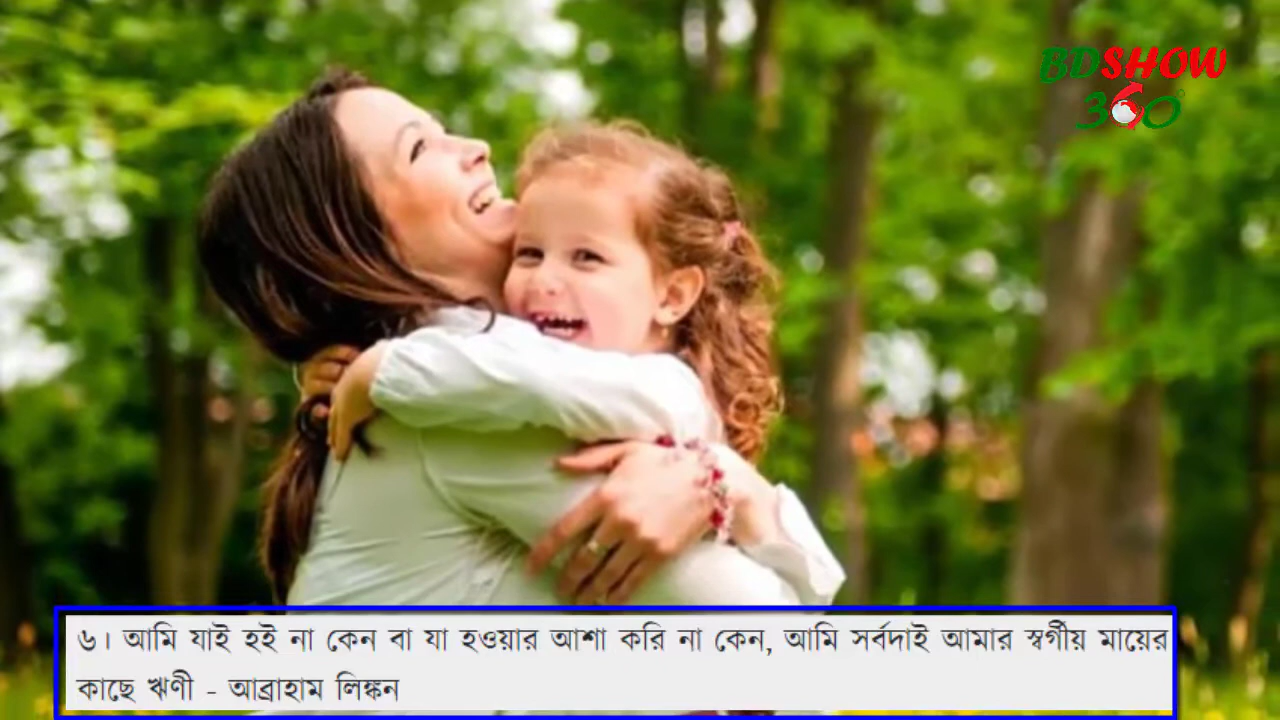 BDSHOW
360°
৬। আমি যাই হই না কেন বা যা হওয়ার আশা করি না কেন, আমি সর্বদাই আমার স্বর্গীয় মায়ের
কাছে ঋণী - আব্রাহাম লিঙ্কন